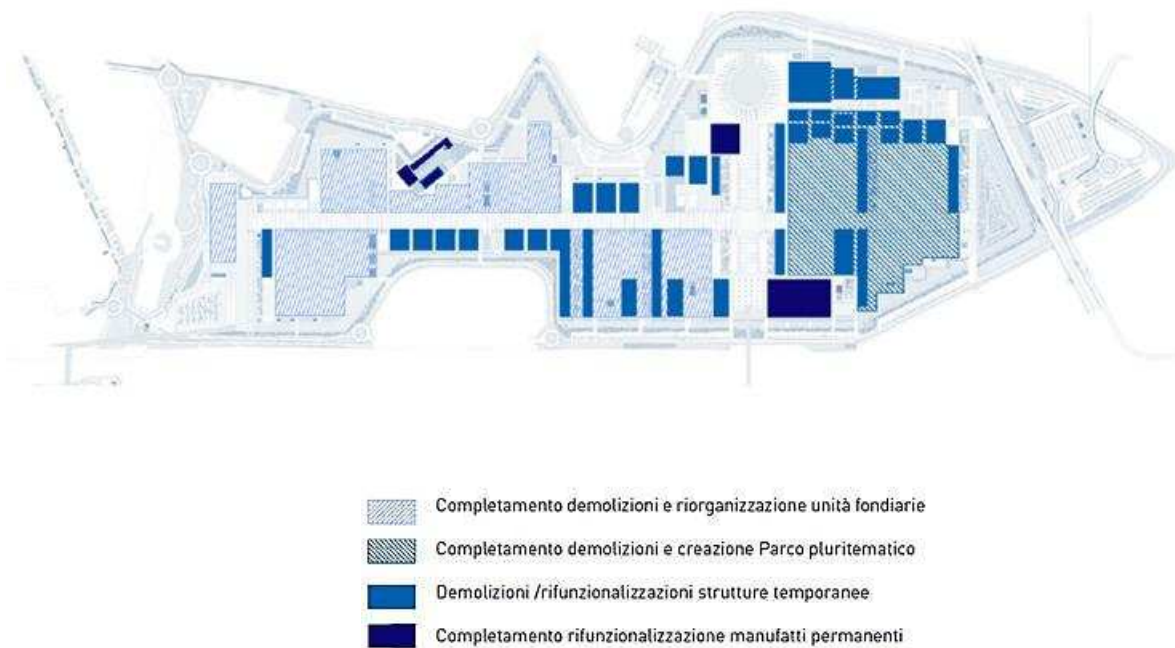 Completamento demolizioni e riorganizzazione unità fondiarie
Completamento demolizioni e creazione Parco pluritematico
Demolizioni /rifunzionalizzazioni strutture temporanee
Completamento rifunzionalizzazione manufatti permanenti